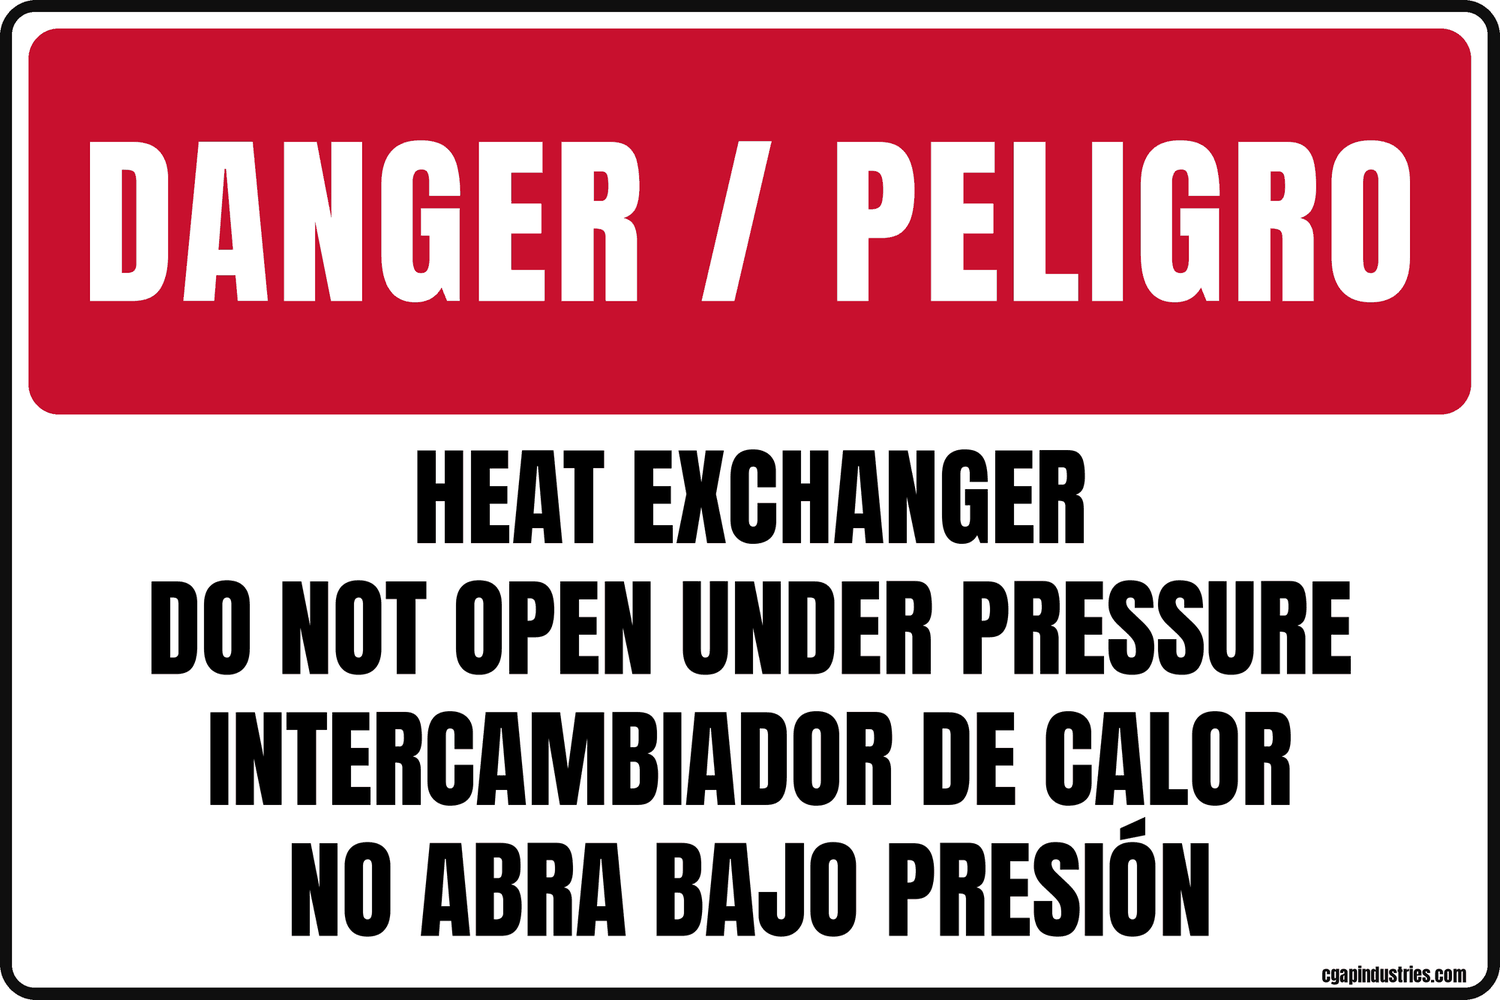 DANGER / PELIGRO
HEAT EXCHANGER
DO NOT OPEN UNDER PRESSURE
INTERCAMBIADOR DE CALOR
NO ABRA BAJO PRESIÓN
cgapindustries.com